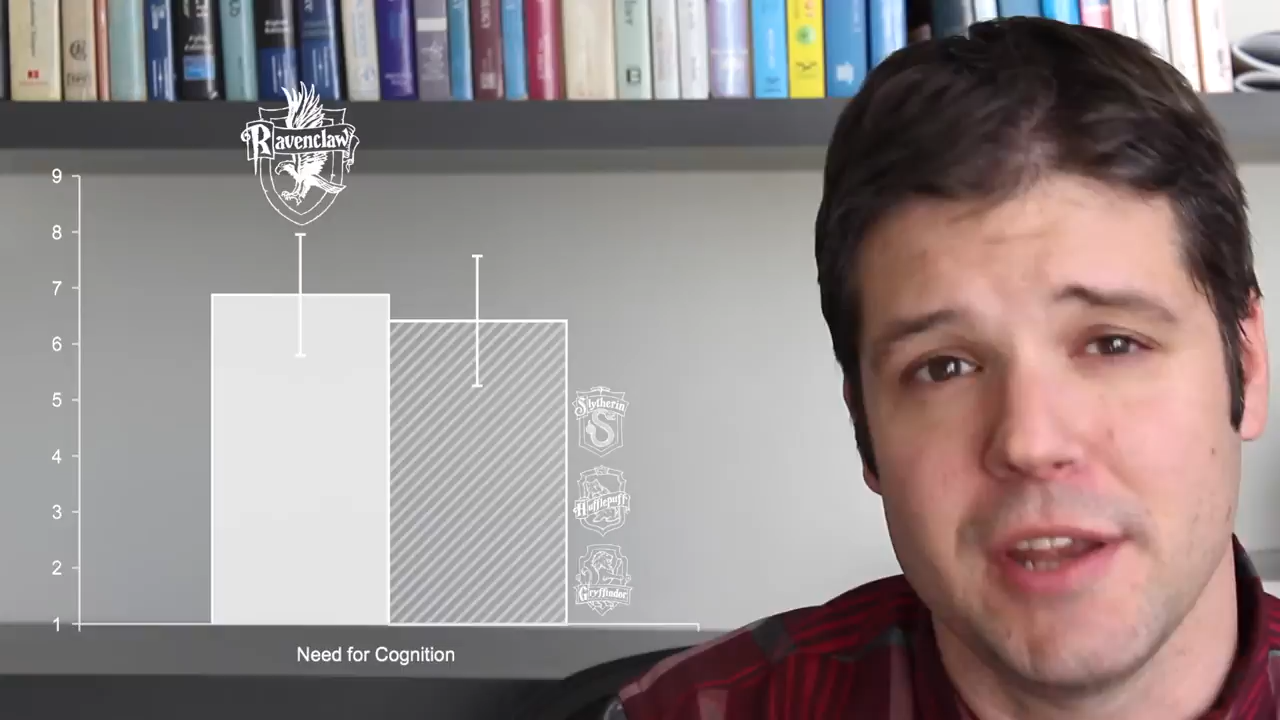 Ravenclaw
9
8
7
6
5
4
3
2
1
Slytherin
Hufflepuff
Gryffindor
Need for Cognition